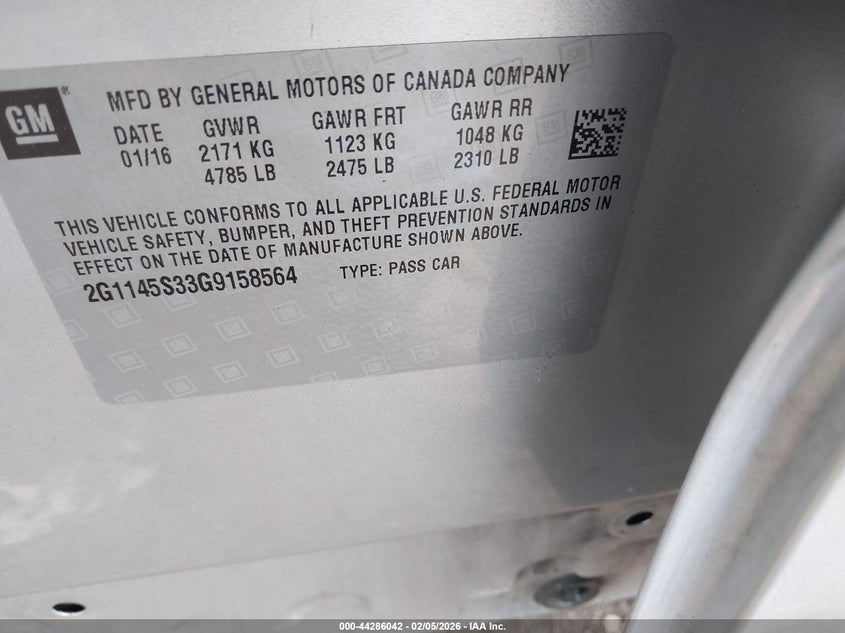 GM®
MFD BY GENERAL MOTORS OF CANADA COMPANY
DATE GVWR GAWR FRT GAWR RR
01/16 2171 KG 1123 KG 1048 KG
4785 LB 2475 LB 2310 LB
THIS VEHICLE CONFORMS TO ALL APPLICABLE U.S. FEDERAL MOTOR
VEHICLE SAFETY, BUMPER, AND THEFT PREVENTION STANDARDS IN
EFFECT ON THE DATE OF MANUFACTURE SHOWN ABOVE.
2G1145S33G9158564 TYPE: PASS CAR
000-44286042 - 02/05/2026 - IAA Inc.